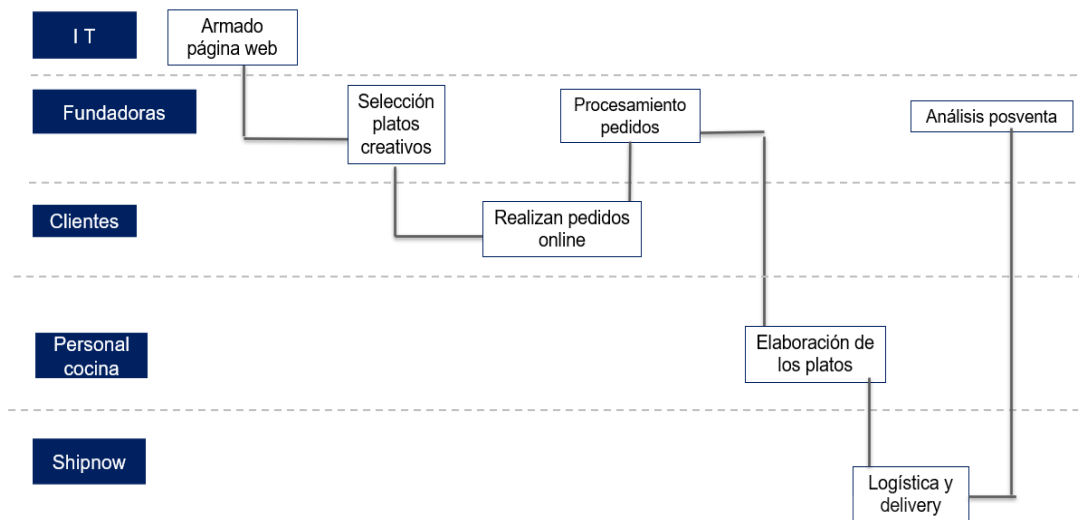 I T
Armado
página web
Fundadoras
Selección
platos
creativos
Procesamiento
pedidos
Análisis posventa
Clientes
Realizan pedidos
online
Personal
cocina
Elaboración de
los platos
Shipnow
Logística y
delivery